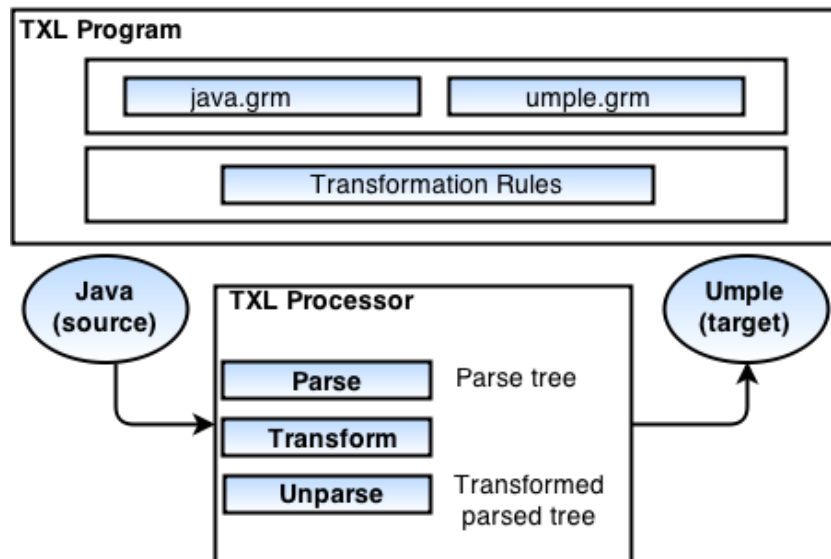 TXL Program
java.grm
umple.grm
Transformation Rules
Java
(source)
TXL Processor
Umple
(target)
Parse
Parse tree
Transform
Unparse
Transformed
parsed tree